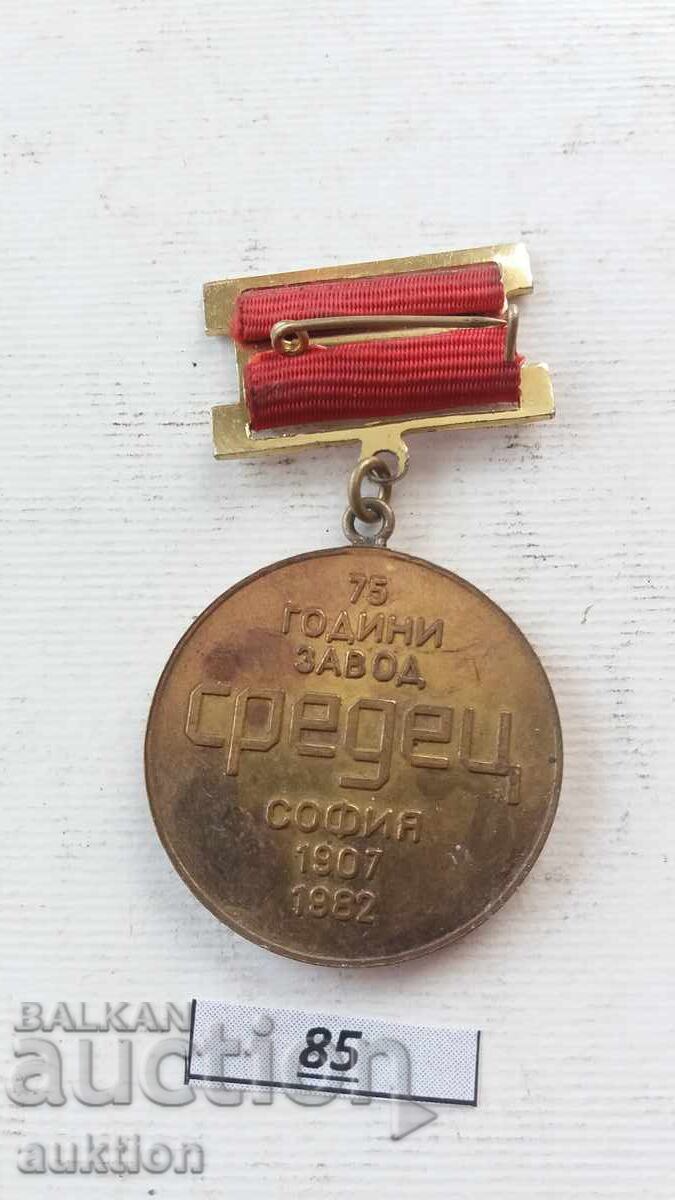 75
ГОДИНИ
ЗАВОД
средец
СОФИЯ
1907
1982
BALKAN
auction
85
auktion